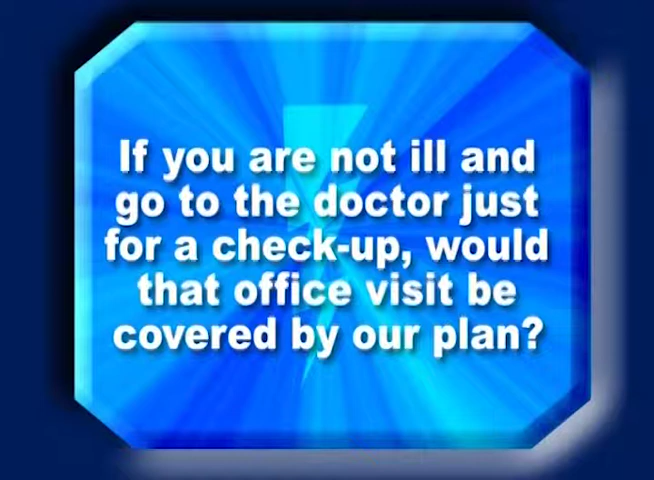 If you are not ill and
go to the doctor just
for a check-up, would
that office visit be
covered by our plan?